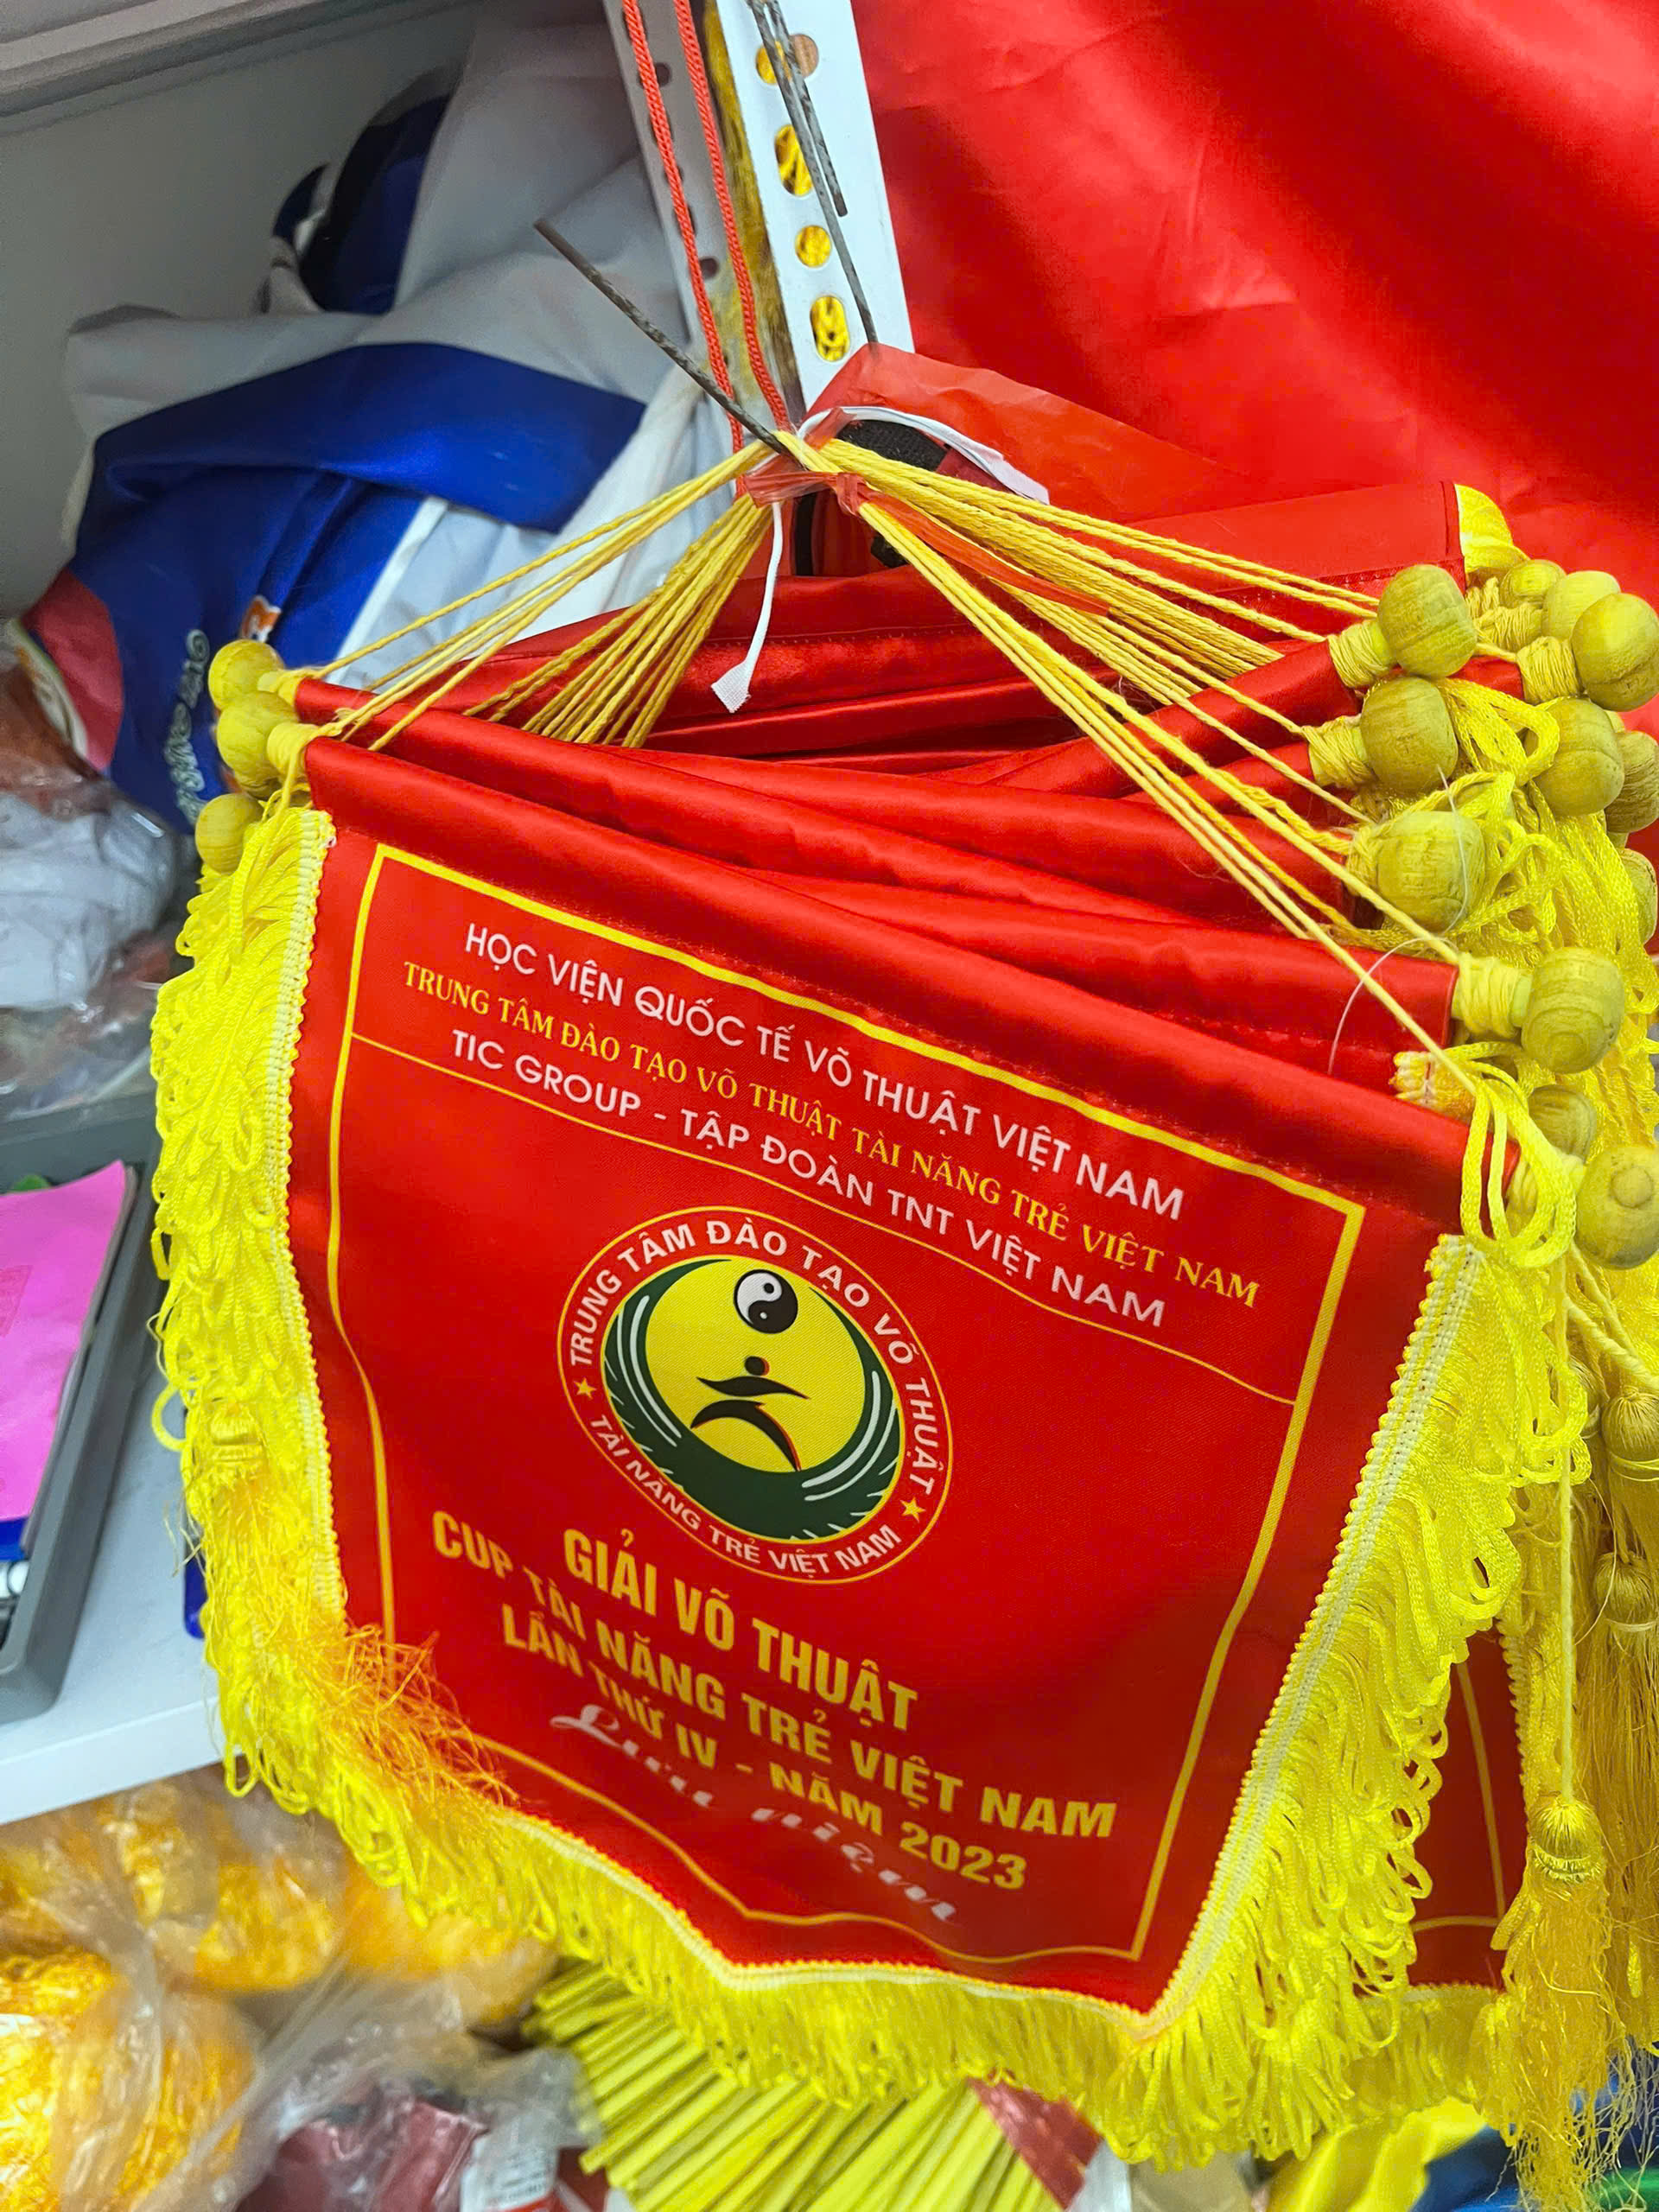 HỌC VIỆN QUỐC TẾ VÕ THUẬT VIỆT NAM
TRUNG TÂM ĐÀO TẠO VÕ THUẬT TÀI NĂNG TRẺ VIỆT NAM
TIC GROUP - TẬP ĐOÀN TNT VIỆT NAM
TRUNG TÂM ĐÀO TẠO VÕ THUẬT
TÀI NĂNG TRẺ VIỆT NAM
GIẢI VÕ THUẬT
CUP TÀI NĂNG TRẺ VIỆT NAM
LẦN THỨ IV - NĂM 2023
Lưu niệm